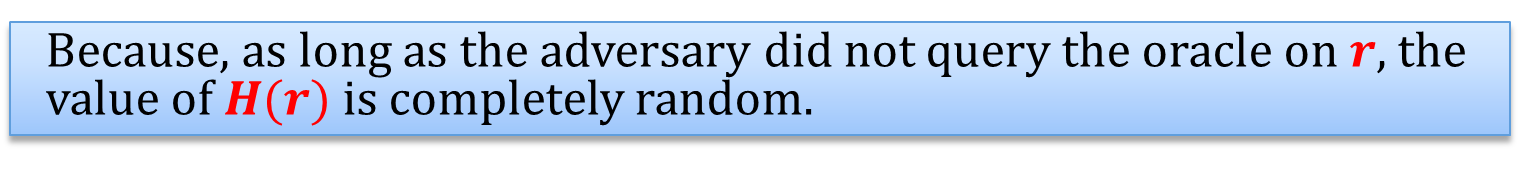 Because, as long as the adversary did not query the oracle on r, the
value of H(r) is completely random.